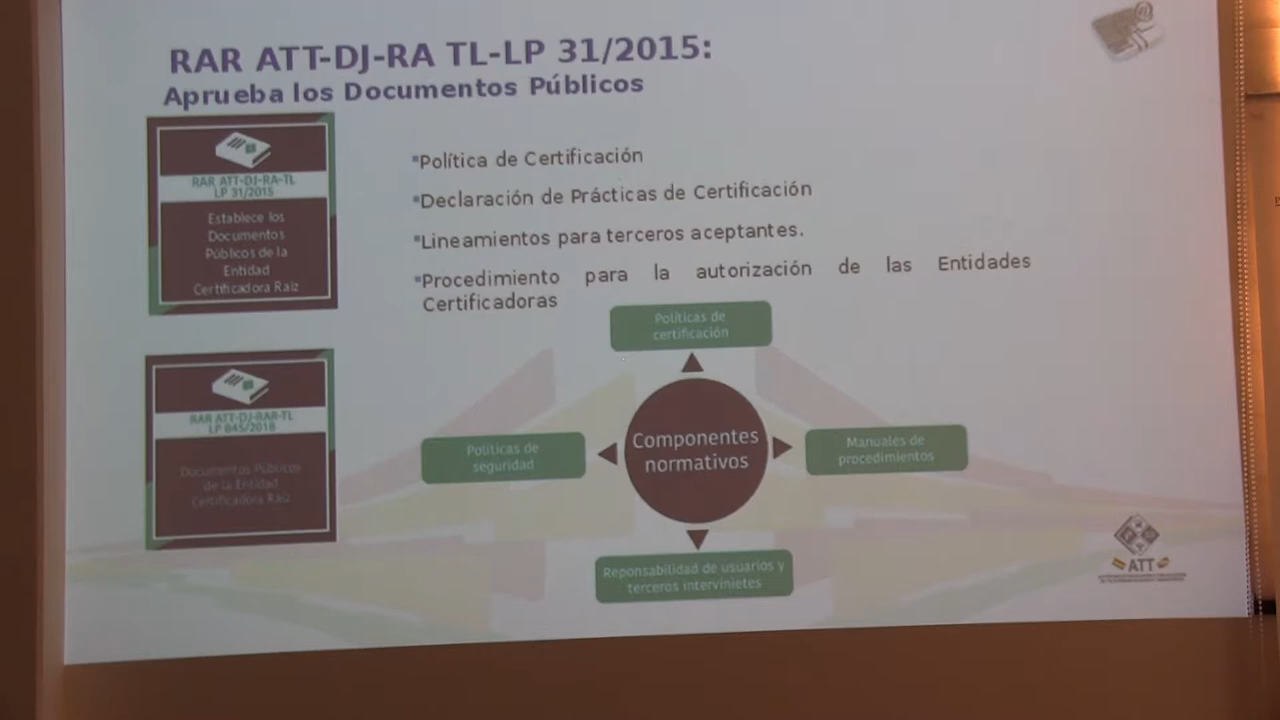 RAR ATT-DJ-RA TL-LP 31/2015:
Aprueba los Documentos Públicos
RAR ATT-DJ-RA-TL
LP 31/2015
Establece los
Documentos
Públicos de la
Entidad
Certificadora Raíz
▪Política de Certificación
▪Declaración de Prácticas de Certificación
▪Lineamientos para terceros aceptantes.
▪Procedimiento para la autorización de las Entidades
Certificadoras
RAR ATT-DJ-RAR-TL
LP 845/2018
Documentos Públicos
de la Entidad
Certificadora Raíz
Políticas de
certificación
Políticas de
seguridad
Componentes
normativos
Manuales de
procedimientos
Reponsabilidad de usuarios y
terceros intervinietes
ATT